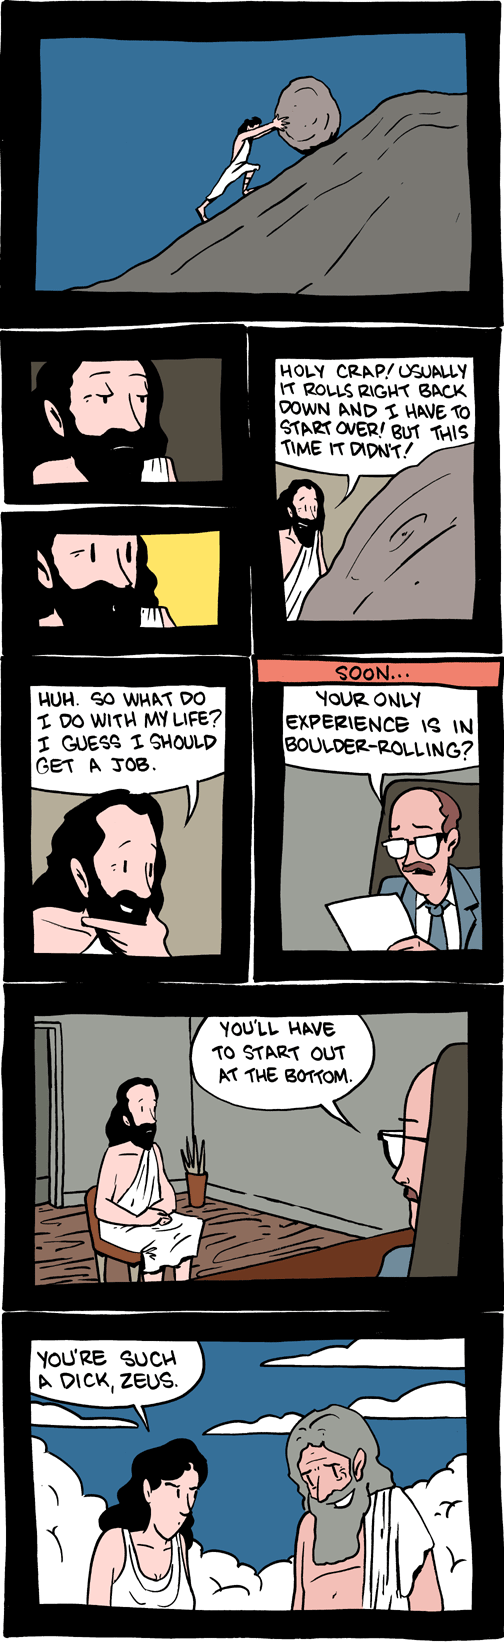 HOLY CRAP! USUALLY
IT ROLLS RIGHT BACK
DOWN AND I HAVE TO
START OVER! BUT THIS
TIME IT DIDN'T!
HUH. SO WHAT DO
I DO WITH MY LIFE?
I GUESS I SHOULD
GET A JOB.
SOON...
YOUR ONLY
EXPERIENCE IS IN
BOULDER-ROLLING?
YOU'LL HAVE
TO START OUT
AT THE BOTTOM.
YOU'RE SUCH
A DICK, ZEUS.